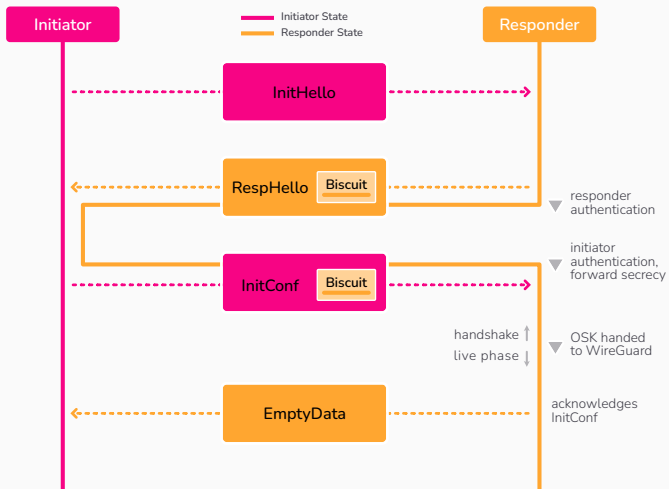 Initiator
Initiator State
Responder State
Responder
InitHello
RespHello
Biscuit
responder
authentication
initiator
authentication,
forward secrecy
InitConf
Biscuit
handshake
live phase
OSK handed
to WireGuard
EmptyData
acknowledges
InitConf